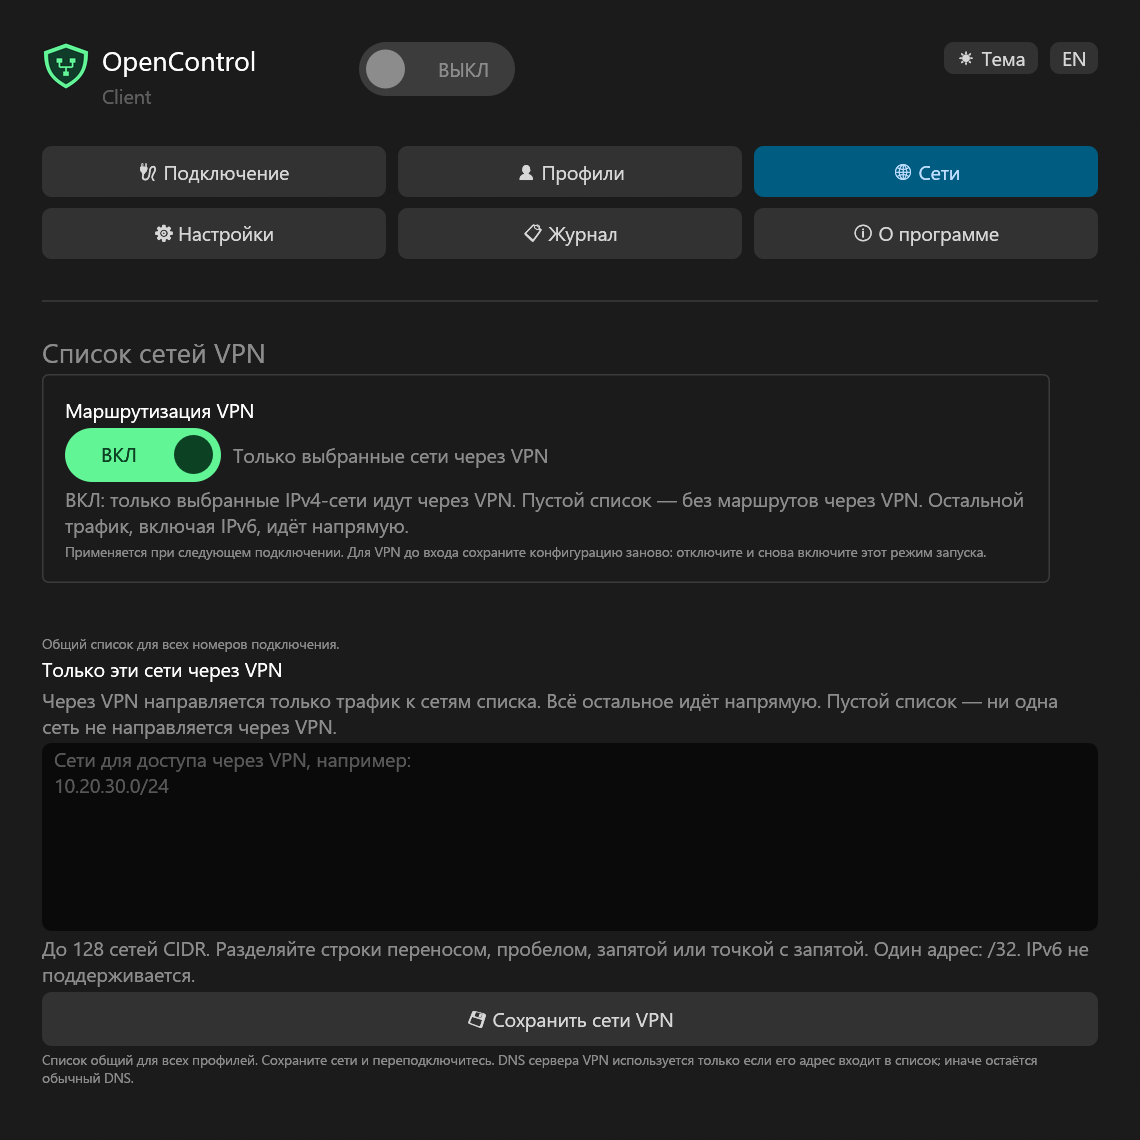 OpenControl
Client
ВЫКЛ
Тема
EN
Подключение
Профили
Сети
Настройки
Журнал
О программе
Список сетей VPN
Маршрутизация VPN
ВКЛ
Только выбранные сети через VPN
ВКЛ: только выбранные IPv4-сети идут через VPN. Пустой список — без маршрутов через VPN. Остальной
трафик, включая IPv6, идёт напрямую.
Применяется при следующем подключении. Для VPN до входа сохраните конфигурацию заново: отключите и снова включите этот режим запуска.
Общий список для всех номеров подключения.
Только эти сети через VPN
Через VPN направляется только трафик к сетям списка. Всё остальное идёт напрямую. Пустой список — ни одна
сеть не направляется через VPN.
Сети для доступа через VPN, например:
10.20.30.0/24
До 128 сетей CIDR. Разделяйте строки переносом, пробелом, запятой или точкой с запятой. Один адрес: /32. IPv6 не
поддерживается.
Сохранить сети VPN
Список общий для всех профилей. Сохраните сети и переподключитесь. DNS сервера VPN используется только если его адрес входит в список; иначе остаётся
обычный DNS.